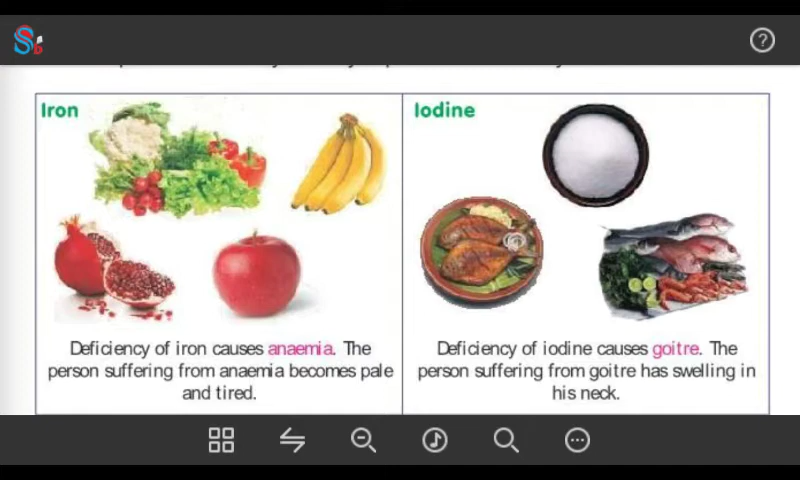 Iron
Deficiency of iron causes anaemia. The
person suffering from anaemia becomes pale
and tired.
Iodine
Deficiency of iodine causes goitre. The
person suffering from goitre has swelling in
his neck.